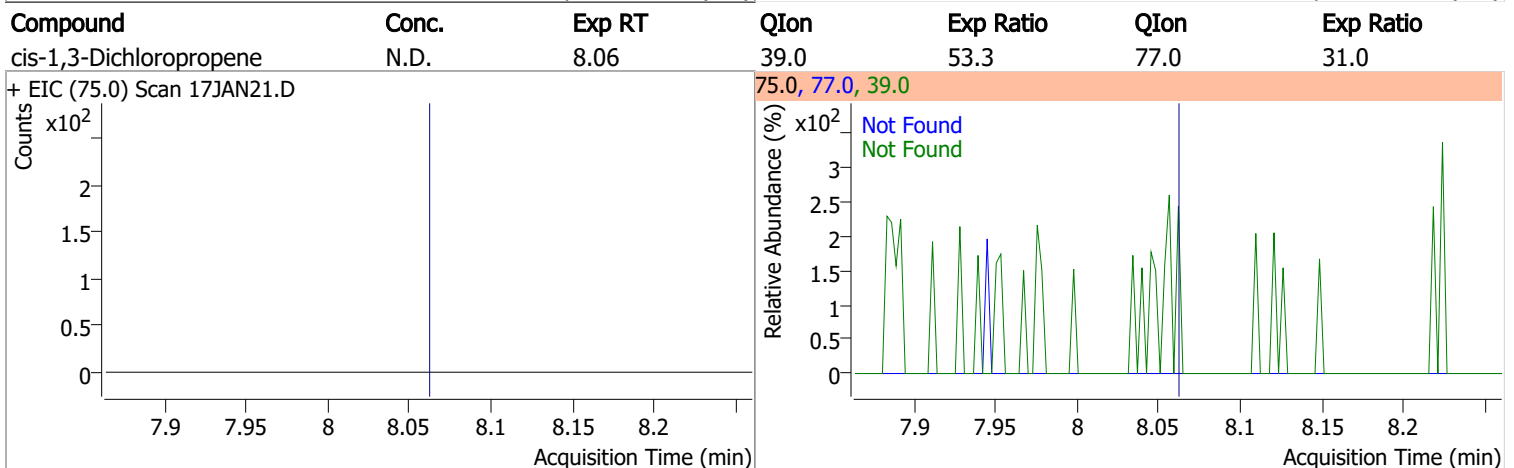 Compound Conc. Exp RT QIon Exp Ratio QIon Exp Ratio
cis-1,3-Dichloropropene N.D. 8.06 39.0 53.3 77.0 31.0
+ EIC (75.0) Scan 17JAN21.D
Counts
x10²
2
1.5
1
0.5
0
7.9 7.95 8 8.05 8.1 8.15 8.2
Acquisition Time (min)
75.0, 77.0, 39.0
Relative Abundance (%)
x10²
Not Found
Not Found
3
2.5
2
1.5
1
0.5
0
7.9 7.95 8 8.05 8.1 8.15 8.2
Acquisition Time (min)